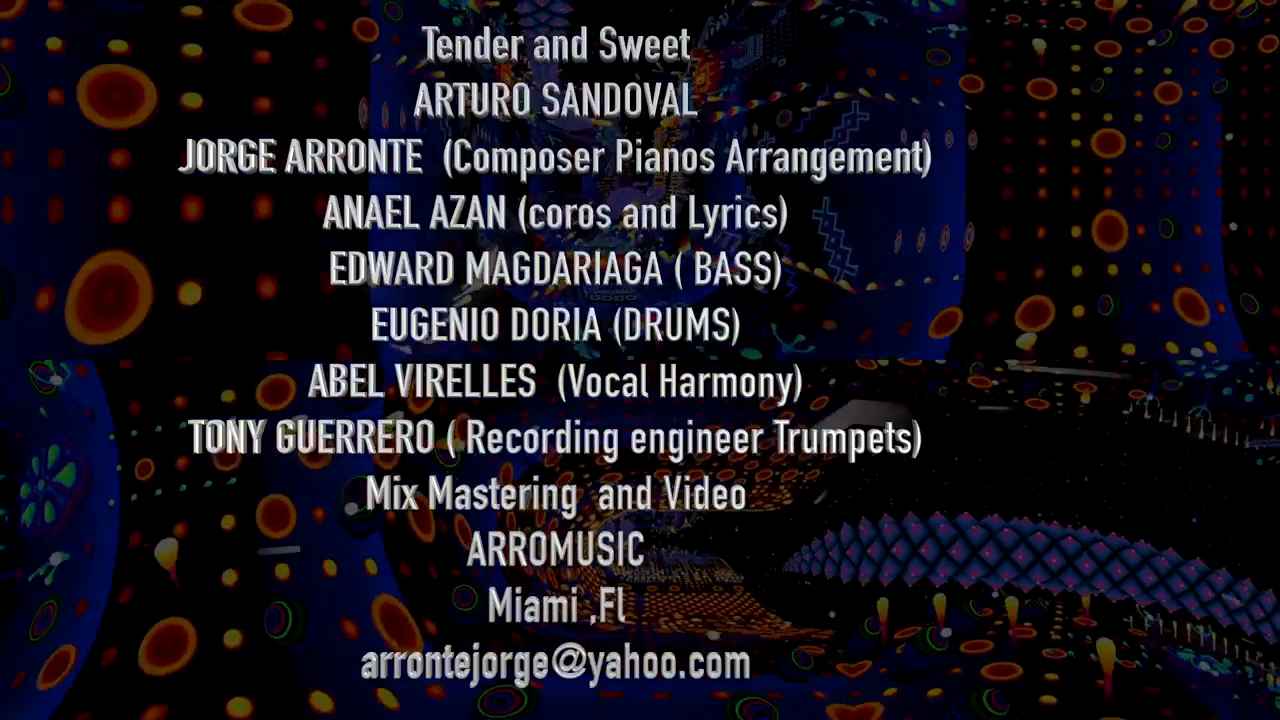 Tender and Sweet
ARTURO SANDOVAL
JORGE ARRONTE  (Composer Pianos Arrangement)
ANAEL AZAN (coros and Lyrics)
EDWARD MAGDARIAGA ( BASS)
EUGENIO DORIA (DRUMS)
ABEL VIRELLES  (Vocal Harmony)
TONY GUERRERO ( Recording engineer Trumpets)
Mix Mastering  and Video
ARROMUSIC
Miami ,Fl
arrontejorge@yahoo.com